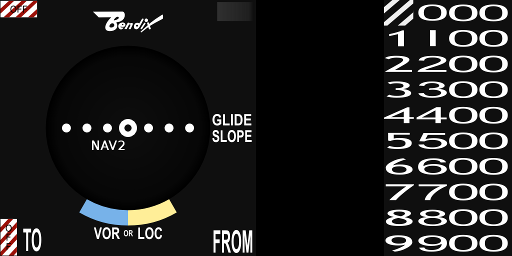 OFF
Bendix
GLIDE
SLOPE
NAV2
VOR OR LOC
TO
FROM
000
1100
2200
3300
4400
5500
6600
7700
8800
9900